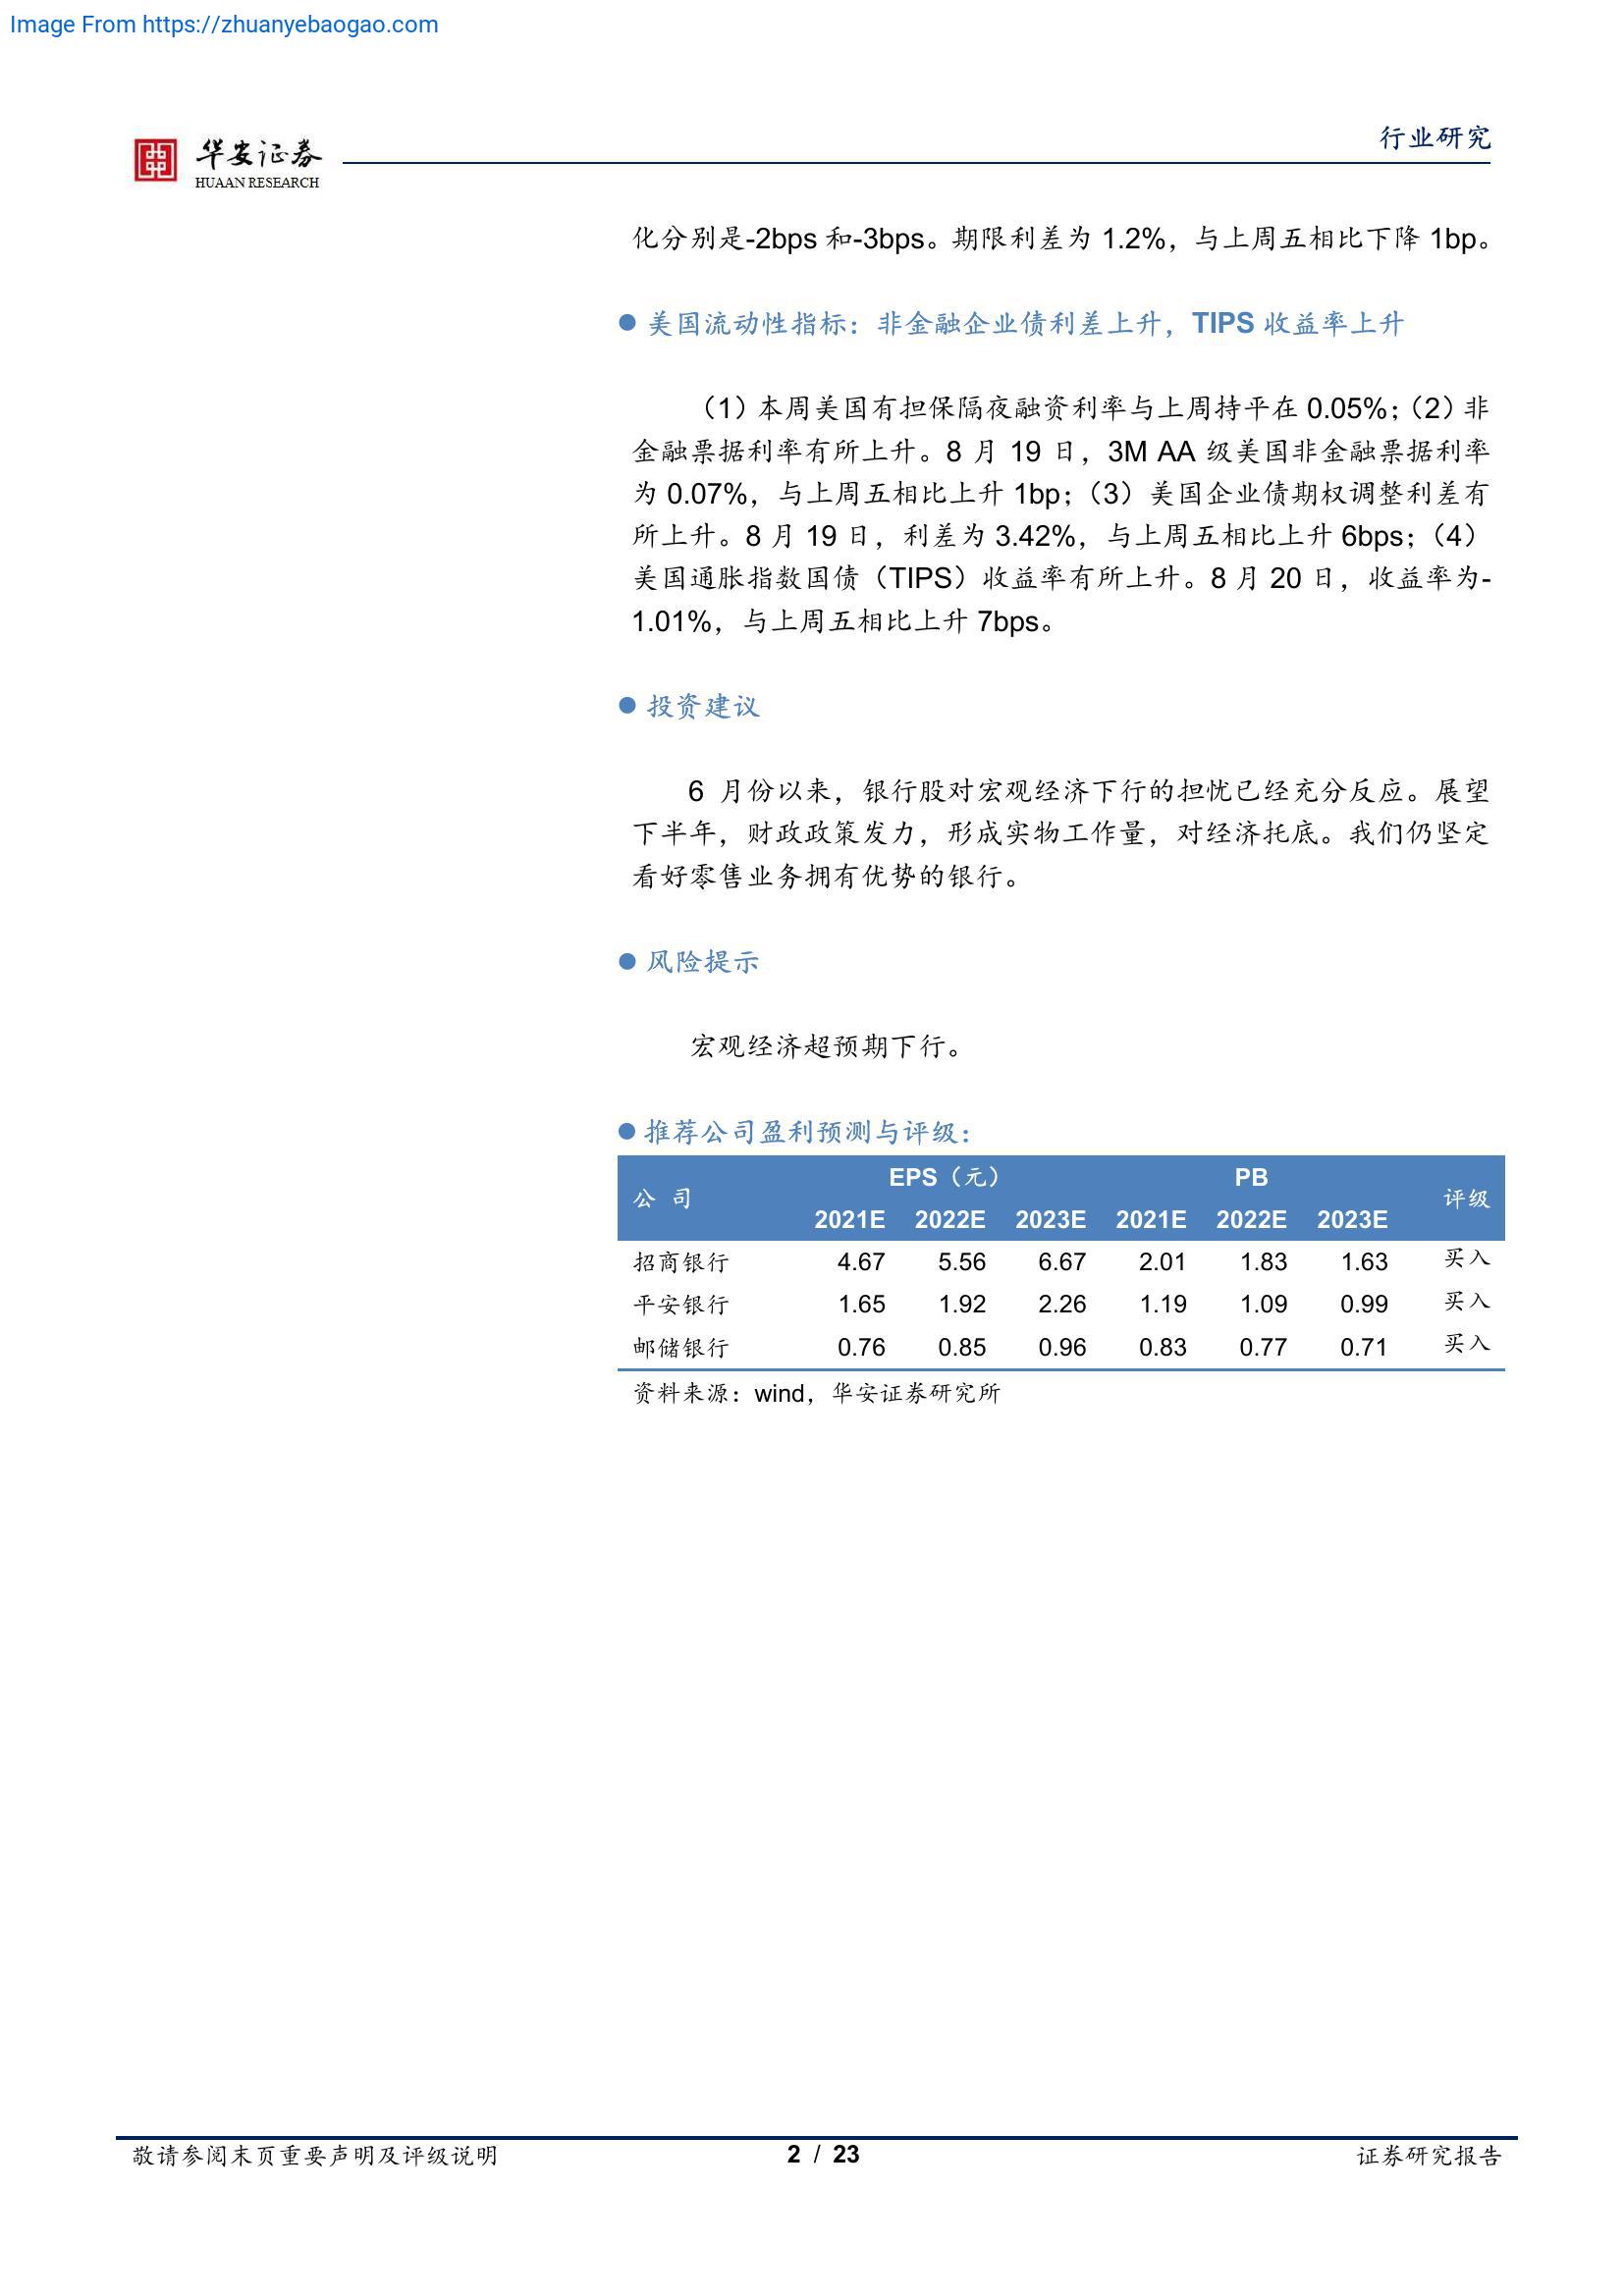 Image From https://zhuanyebaogao.com
华安证券
HUAAN RESEARCH
行业研究
化分别是-2bps 和-3bps。期限利差为 1.2%，与上周五相比下降 1bp。
美国流动性指标：非金融企业债利差上升，TIPS 收益率上升
（1）本周美国有担保隔夜融资利率与上周持平在 0.05%；（2）非
金融票据利率有所上升。8 月 19 日，3M AA 级美国非金融票据利率
为 0.07%，与上周五相比上升 1bp；（3）美国企业债期权调整利差有
所上升。8 月 19 日，利差为 3.42%，与上周五相比上升 6bps；（4）
美国通胀指数国债（TIPS）收益率有所上升。8 月 20 日，收益率为-
1.01%，与上周五相比上升 7bps。
投资建议
6 月份以来，银行股对宏观经济下行的担忧已经充分反应。展望
下半年，财政政策发力，形成实物工作量，对经济托底。我们仍坚定
看好零售业务拥有优势的银行。
风险提示
宏观经济超预期下行。
推荐公司盈利预测与评级：
公 司 EPS（元） PB 评级
2021E 2022E 2023E 2021E 2022E 2023E
招商银行 4.67 5.56 6.67 2.01 1.83 1.63 买入
平安银行 1.65 1.92 2.26 1.19 1.09 0.99 买入
邮储银行 0.76 0.85 0.96 0.83 0.77 0.71 买入
资料来源：wind，华安证券研究所
敬请参阅末页重要声明及评级说明 2 / 23 证券研究报告